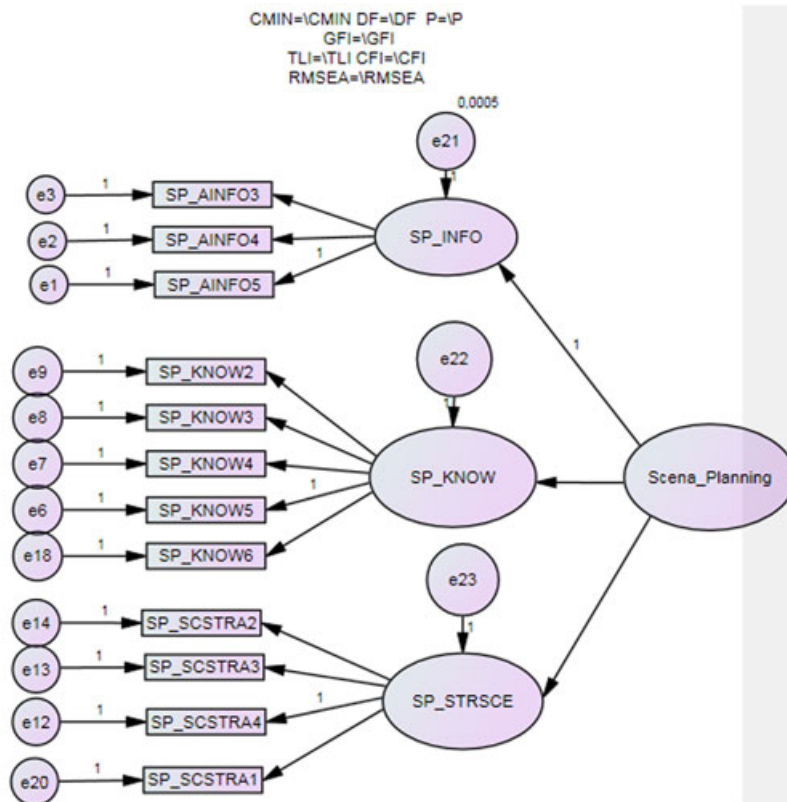 CMIN=\CMIN DF=\DF P=\P
GFI=\GFI
TLI=\TLI CFI=\CFI
RMSEA=\RMSEA
0,0005
e21
1
e3 1 SP_AINFO3
e2 1 SP_AINFO4
SP_INFO
1
e1 1 SP_AINFO5
1
e22
e9 1 SP_KNOW2
1
e8 1 SP_KNOW3
e7 1 SP_KNOW4
SP_KNOW
Scena_Planning
1
e6 1 SP_KNOW5
e18 1 SP_KNOW6
e23
e14 1 SP_SCSTRA2
1
e13 1 SP_SCSTRA3
SP_STRSCE
1
e12 1 SP_SCSTRA4
e20 1 SP_SCSTRA1